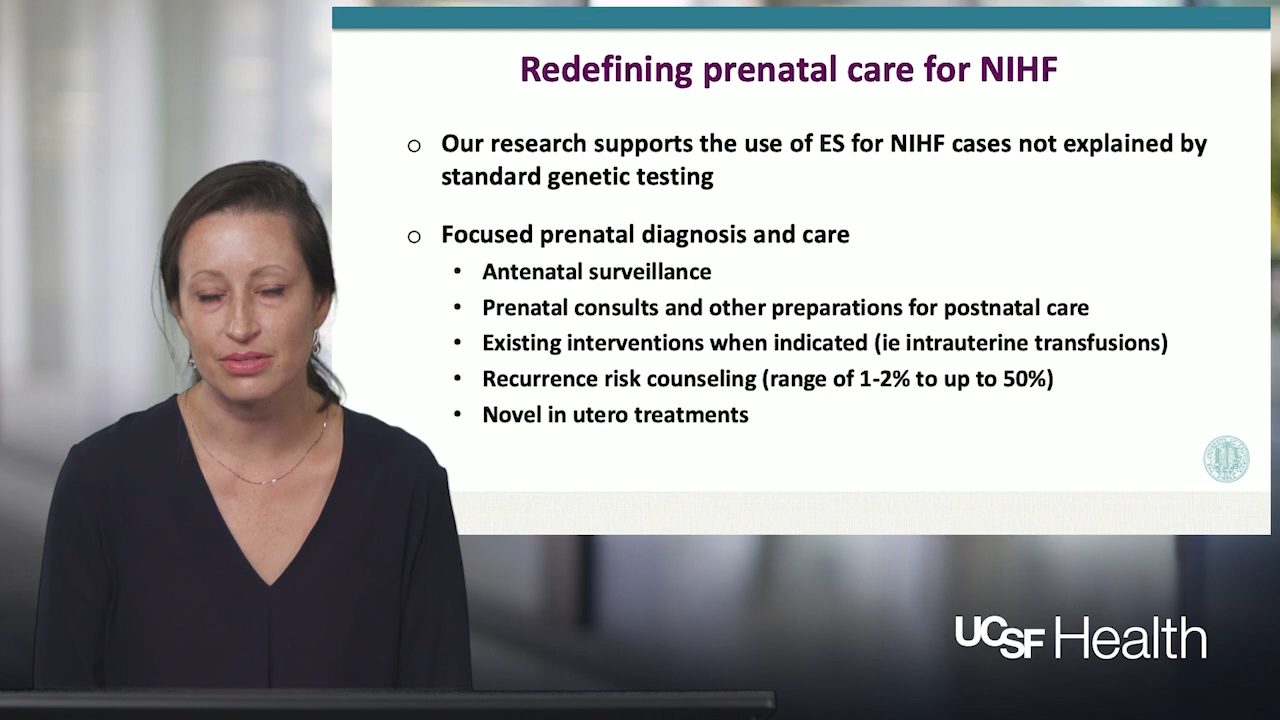 Redefining prenatal care for NIHF
Our research supports the use of ES for NIHF cases not explained by
standard genetic testing
Focused prenatal diagnosis and care
Antenatal surveillance
Prenatal consults and other preparations for postnatal care
Existing interventions when indicated (ie intrauterine transfusions)
Recurrence risk counseling (range of 1-2% to up to 50%)
Novel in utero treatments
UCSF Health